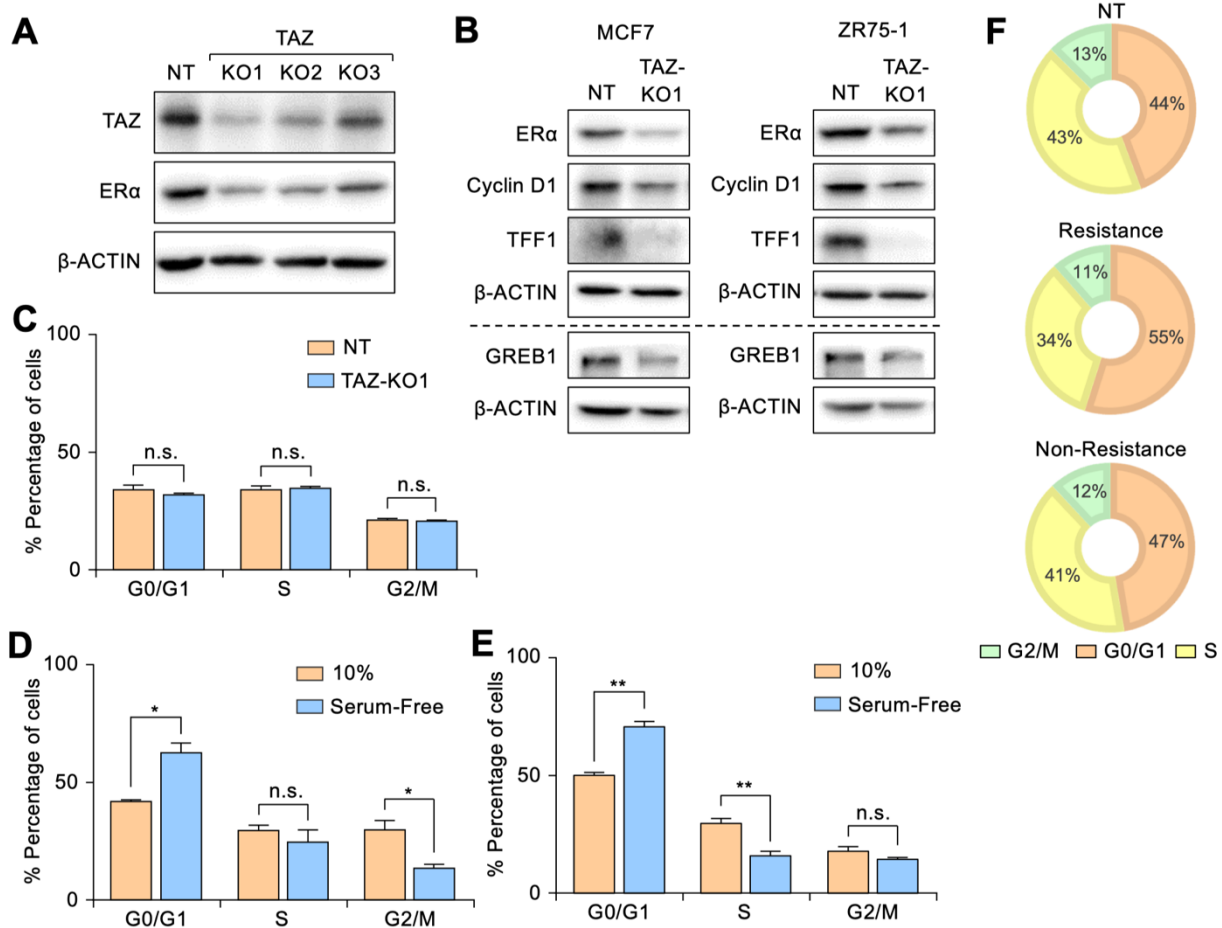 A
TAZ
NT KO1 KO2 KO3
TAZ
ERα
β-ACTIN
B
MCF7
NT TAZ-
KO1
ERα
Cyclin D1
TFF1
β-ACTIN
GREB1
β-ACTIN
ZR75-1
NT TAZ-
KO1
ERα
Cyclin D1
TFF1
β-ACTIN
GREB1
β-ACTIN
C
% Percentage of cells
100
50
0
NT
TAZ-KO1
n.s.
n.s.
n.s.
G0/G1 S G2/M
D
% Percentage of cells
100
50
0
10%
Serum-Free
*
n.s.
*
G0/G1 S G2/M
E
% Percentage of cells
100
50
0
10%
Serum-Free
**
**
n.s.
G0/G1 S G2/M
F
NT
13%
44%
43%
Resistance
11%
55%
34%
Non-Resistance
12%
47%
41%
G2/M G0/G1 S